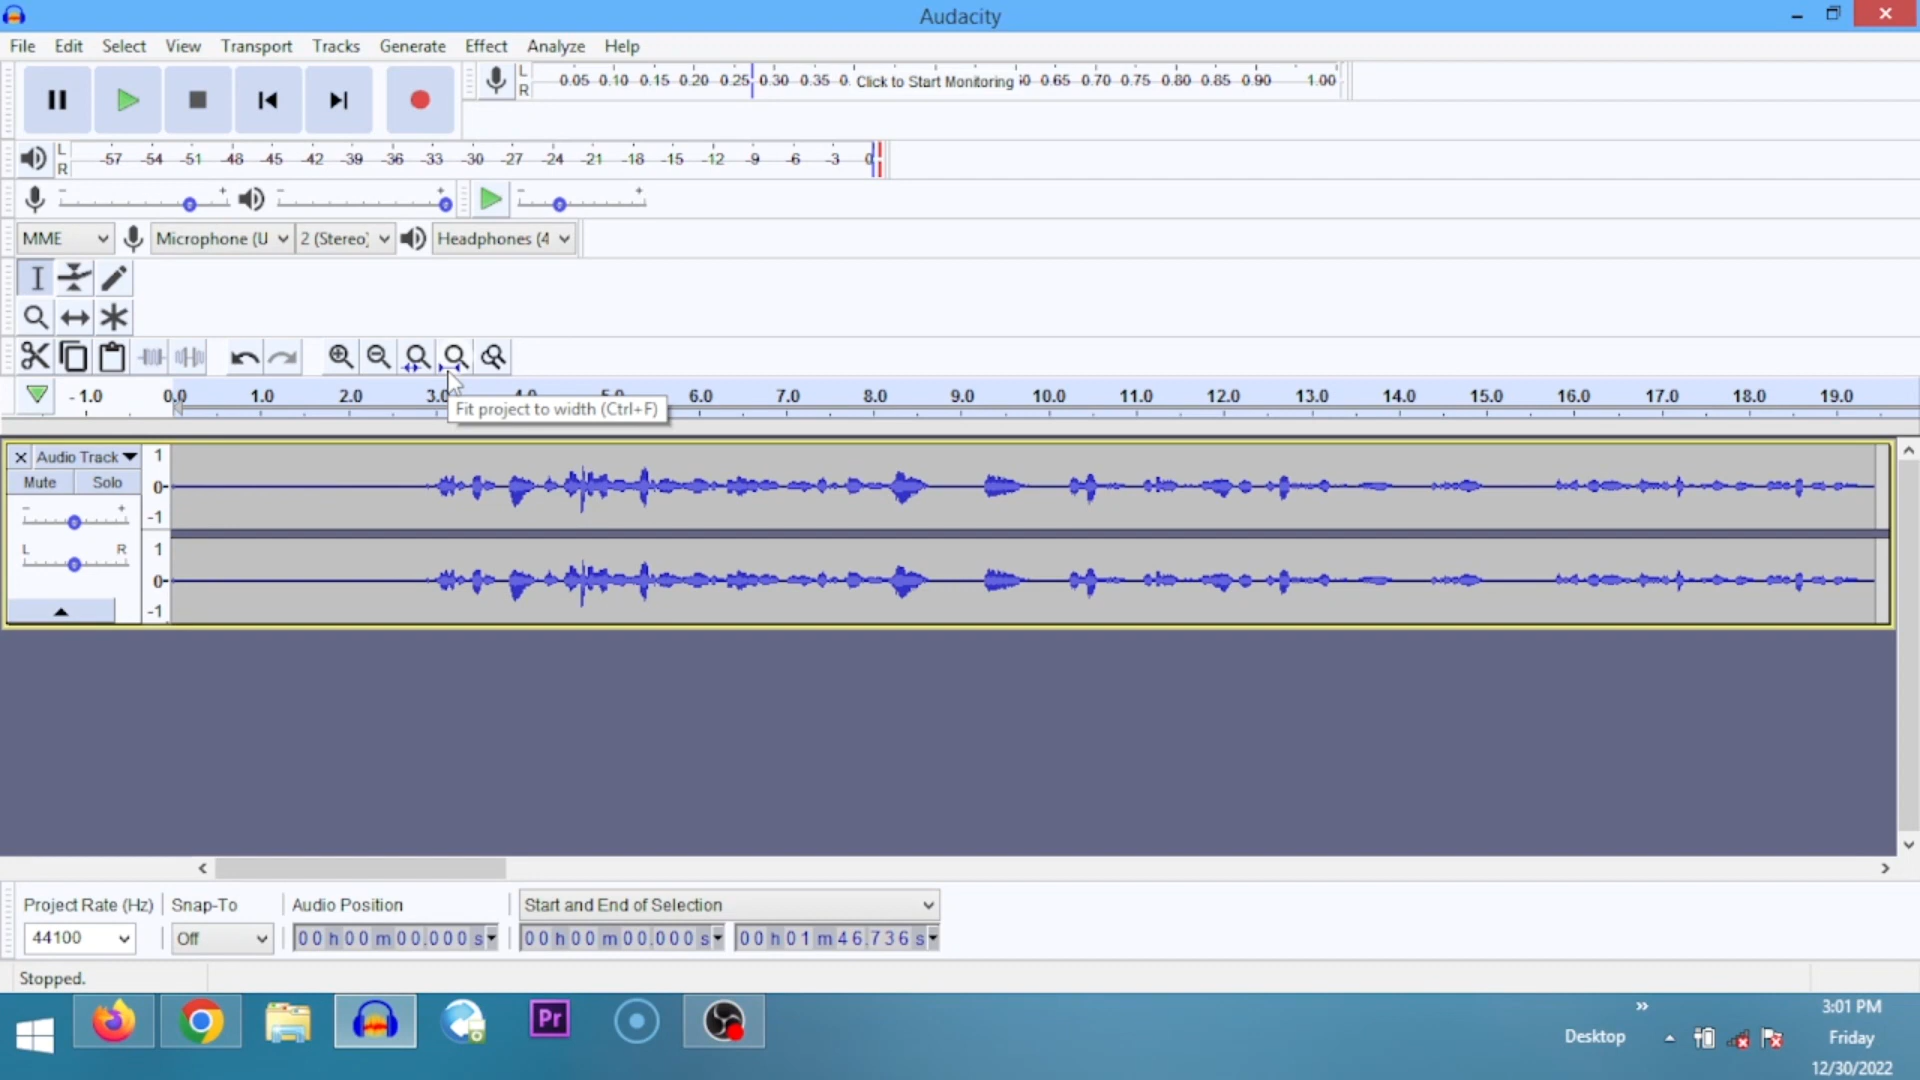 Audacity
File Edit Select View Transport Tracks Generate Effect Analyze Help
L
R
0.05 0.10 0.15 0.20 0.25 0.30 0.35 0. Click to Start Monitoring 0.65 0.70 0.75 0.80 0.85 0.90 1.00
L
R
-57 -54 -51 -48 -45 -42 -39 -36 -33 -30 -27 -24 -21 -18 -15 -12 -9 -6 -3 0
- + - + - +
MME Microphone (U 2 (Stereo) Headphones (4
- 1.0 0.0 1.0 2.0 3.0 4.0 5.0 6.0 7.0 8.0 9.0 10.0 11.0 12.0 13.0 14.0 15.0 16.0 17.0 18.0 19.0
Fit project to width (Ctrl+F)
Audio Track 1
Mute Solo 0-
- + -1
L R 1
0-
-1
Project Rate (Hz) Snap-To Audio Position Start and End of Selection
44100 Off 00 h 00 m 00.000 s 00 h 00 m 00.000 s 00 h 01 m 46.736 s
Stopped.
Pr
Desktop
3:01 PM
Friday
12/30/2022